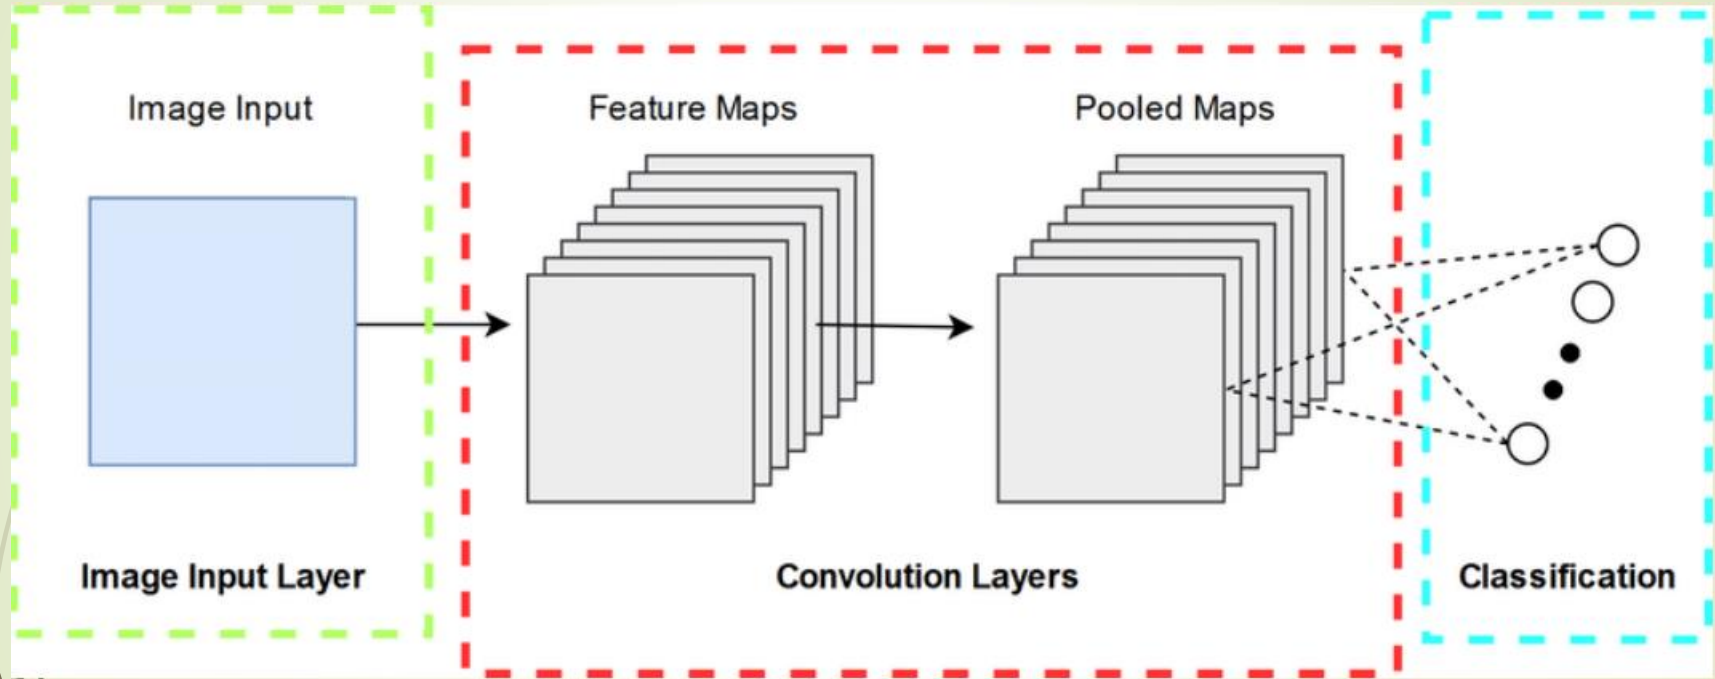 Image Input
Feature Maps
Pooled Maps
Image Input Layer
Convolution Layers
Classification